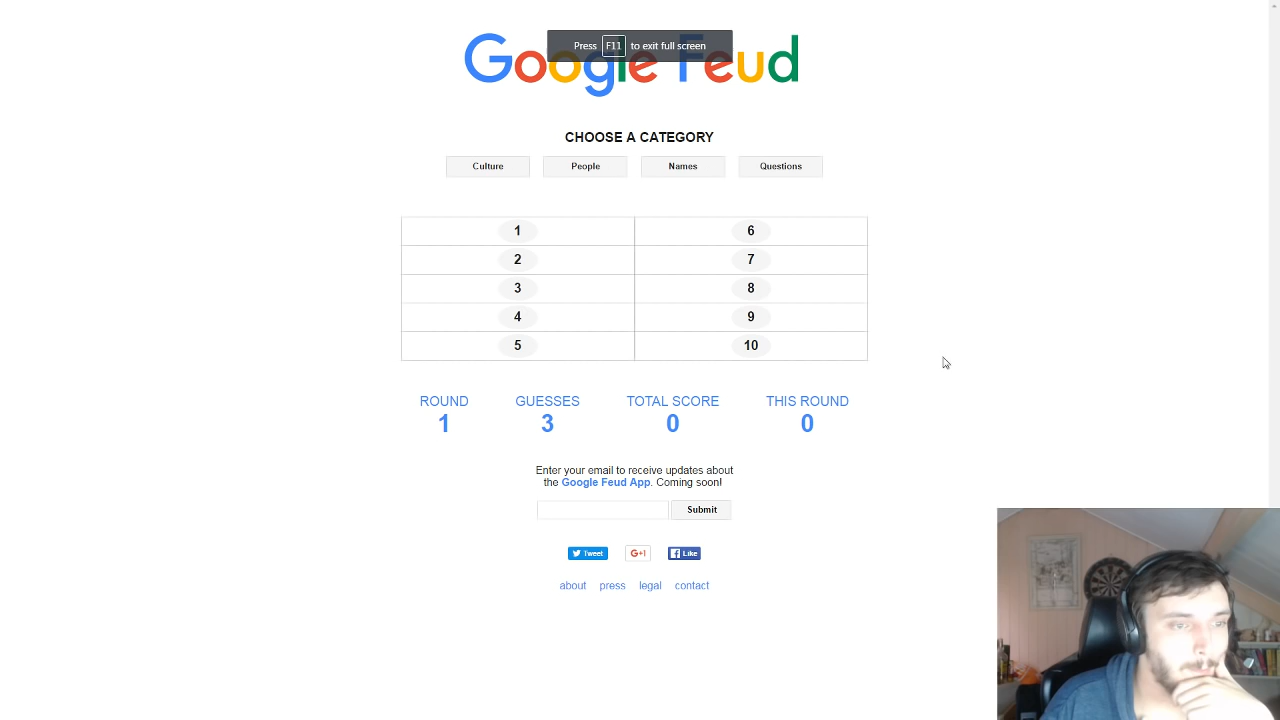 Google Feud
Press F11 to exit full screen
CHOOSE A CATEGORY
Culture People Names Questions
1 6
2 7
3 8
4 9
5 10
ROUND GUESSES TOTAL SCORE THIS ROUND
1 3 0 0
Enter your email to receive updates about
the Google Feud App. Coming soon!
Submit
Tweet G+1 Like
about press legal contact